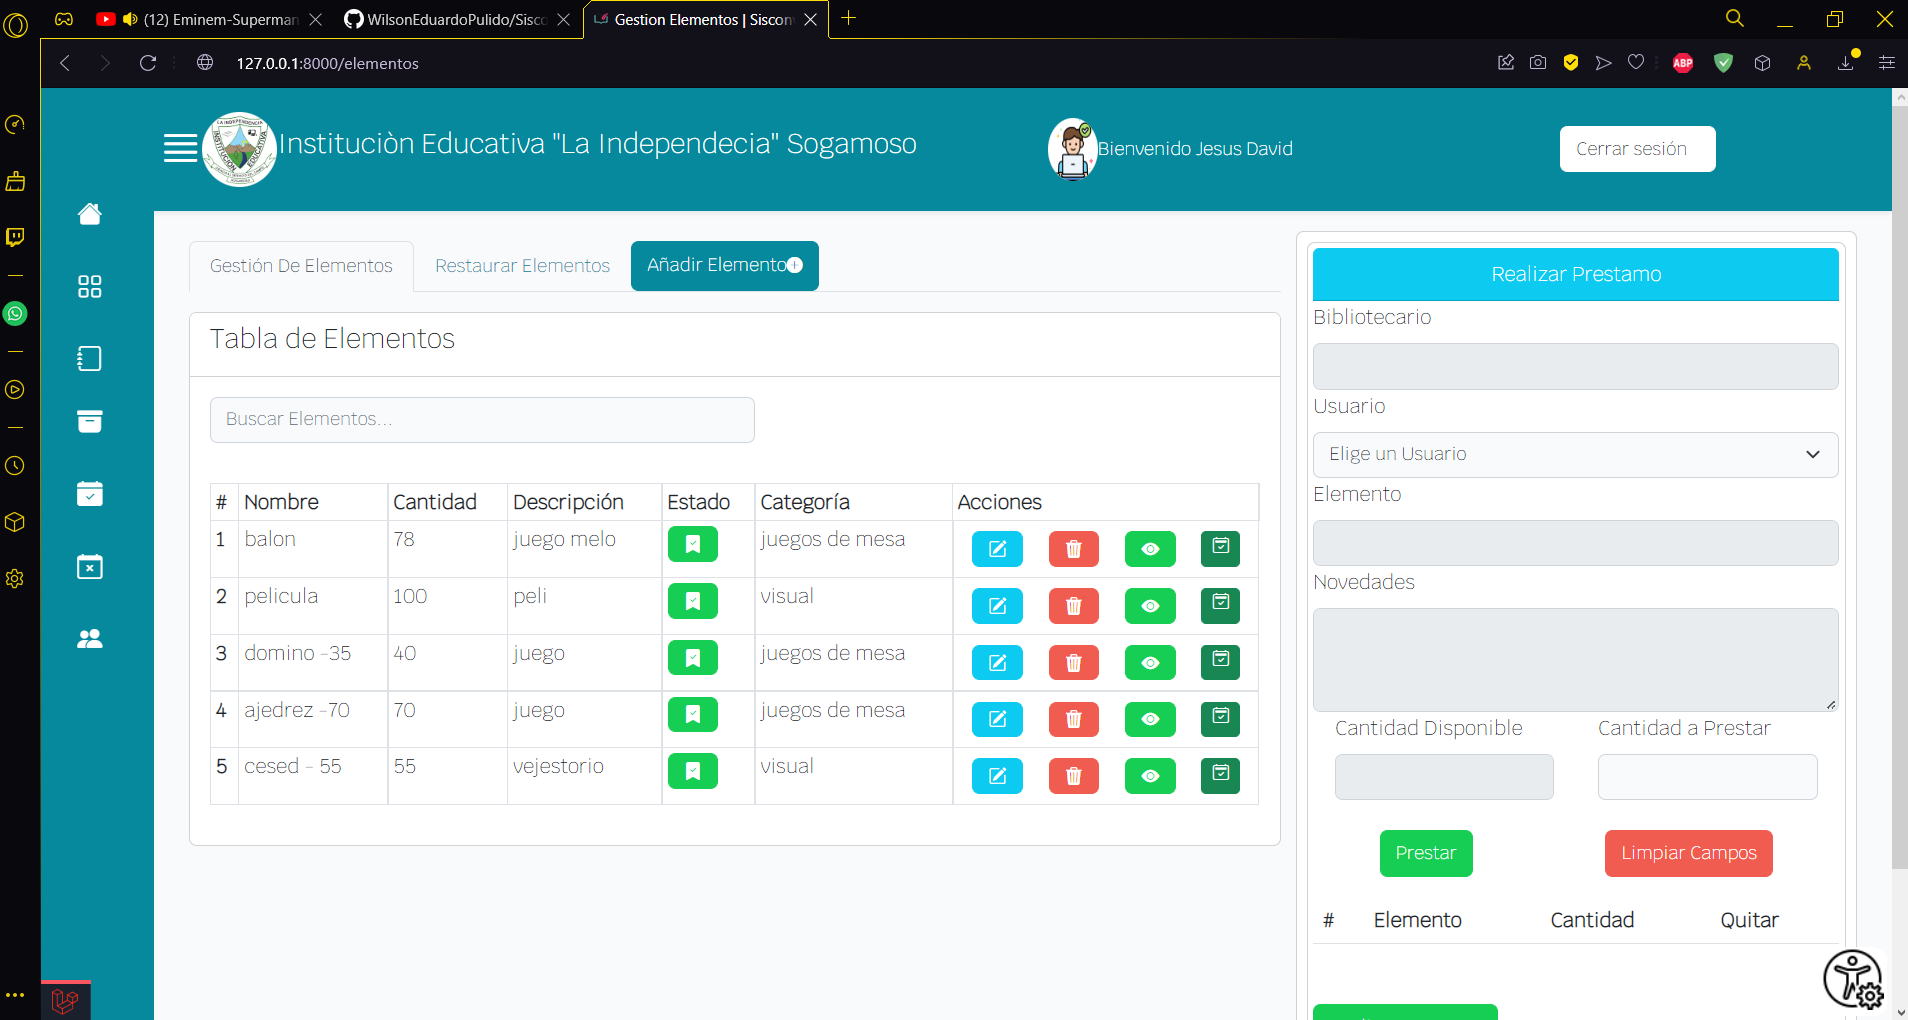 (12) Eminem-Superman
WilsonEduardoPulido/Sisco
Gestion Elementos | Siscon
127.0.0.1:8000/elementos
ABP
Instituciòn Educativa "La Independecia" Sogamoso
Bienvenido Jesus David
Cerrar sesión
Gestión De Elementos
Restaurar Elementos
Añadir Elemento
Tabla de Elementos
Buscar Elementos...
# Nombre Cantidad Descripción Estado Categoría Acciones
1 balon 78 juego melo juegos de mesa
2 pelicula 100 peli visual
3 domino -35 40 juego juegos de mesa
4 ajedrez -70 70 juego juegos de mesa
5 cesed - 55 55 vejestorio visual
Realizar Prestamo
Bibliotecario
Usuario
Elige un Usuario
Elemento
Novedades
Cantidad Disponible Cantidad a Prestar
Prestar Limpiar Campos
# Elemento Cantidad Quitar